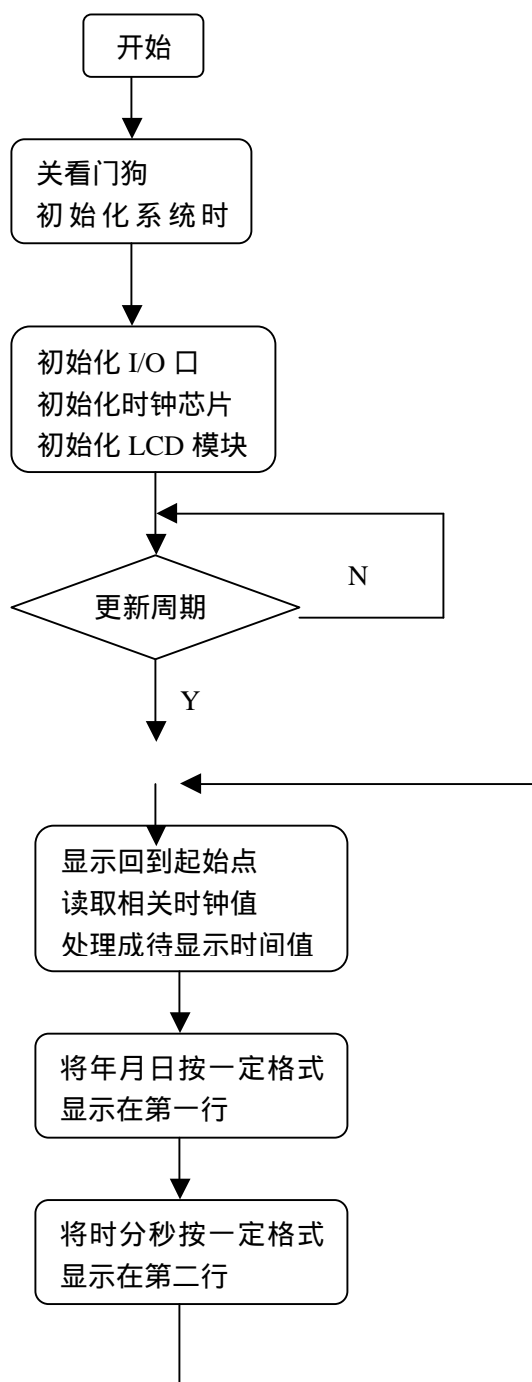 开始
关看门狗
初始化系统时
初始化 I/O 口
初始化时钟芯片
初始化 LCD 模块
N
更新周期
Y
显示回到起始点
读取相关时钟值
处理成待显示时间值
将年月日按一定格式
显示在第一行
将时分秒按一定格式
显示在第二行